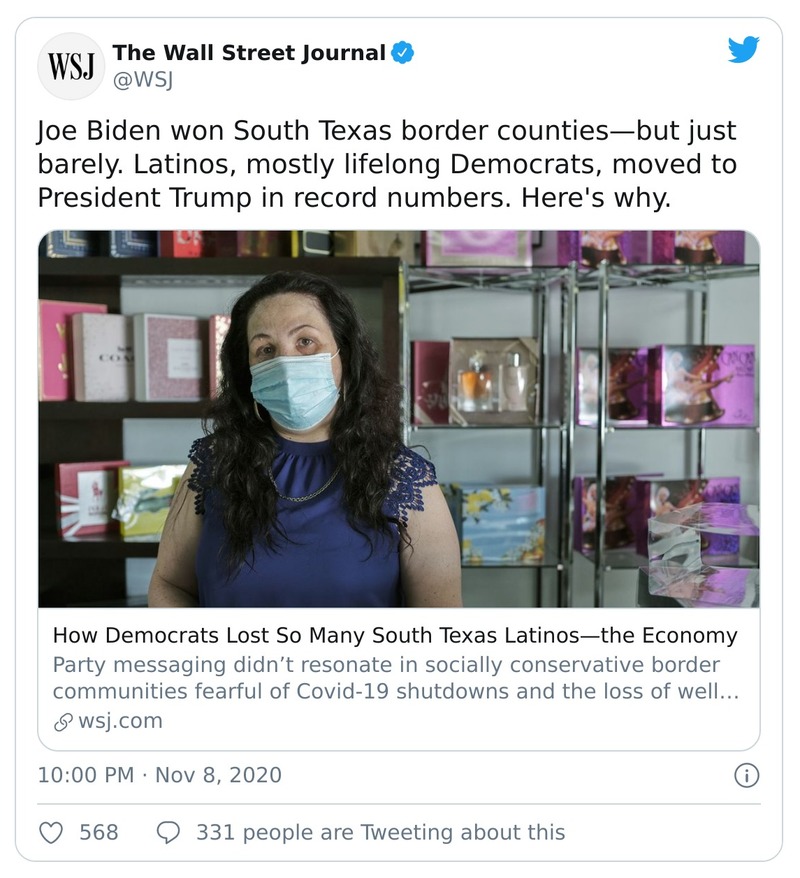 WSJ
The Wall Street Journal
@WSJ
Joe Biden won South Texas border counties—but just
barely. Latinos, mostly lifelong Democrats, moved to
President Trump in record numbers. Here's why.
How Democrats Lost So Many South Texas Latinos—the Economy
Party messaging didn’t resonate in socially conservative border
communities fearful of Covid-19 shutdowns and the loss of well…
wsj.com
10:00 PM · Nov 8, 2020
568
331 people are Tweeting about this